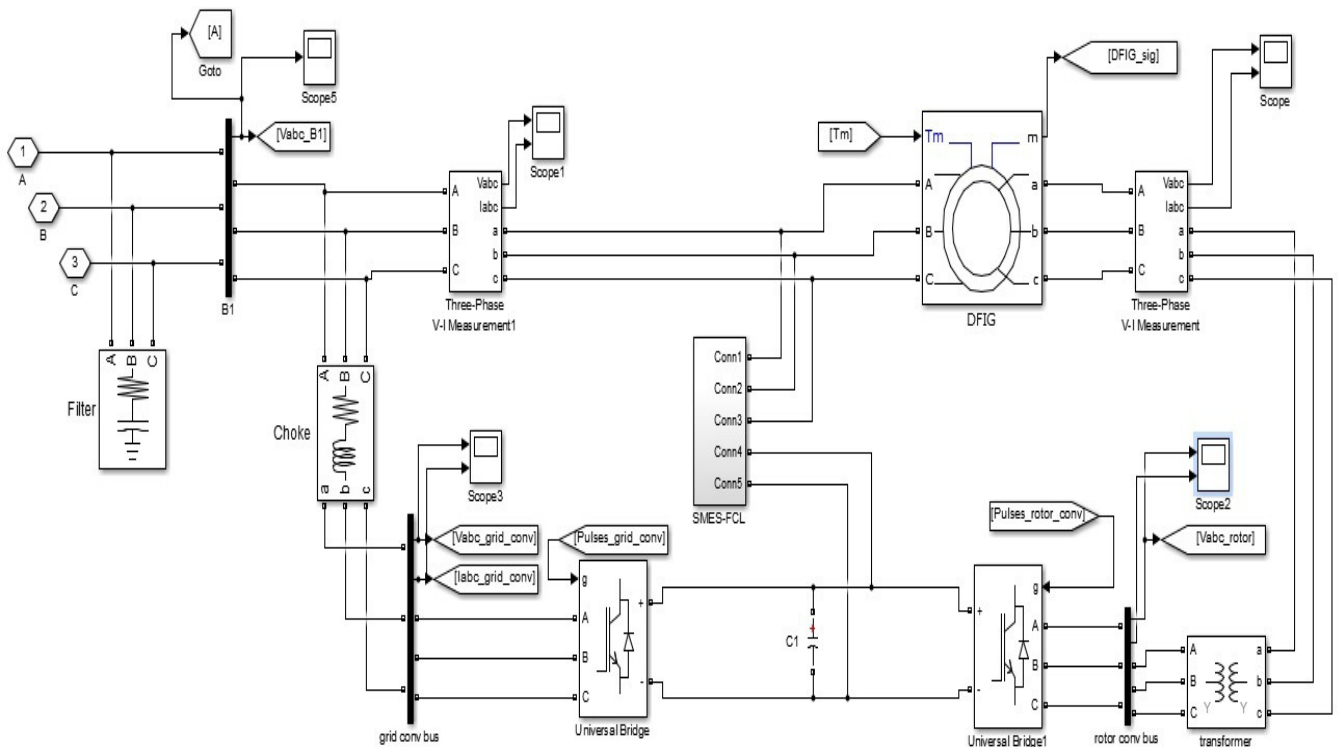 [A]
Goto
Scope5
[Vabc_B1]
1
A
2
B
3
C
B1
A B C
Filter
Vabc
Iabc
A
B
C
a
b
c
Three-Phase
V-I Measurement1
Scope1
[Tm]
[DFIG_sig]
Tm
m
A
B
C
a
b
c
DFIG
Scope
Vabc
Iabc
A
B
C
a
b
c
Three-Phase
V-I Measurement
A B C
Choke
a b c
Scope3
[Vabc_grid_conv]
[Iabc_grid_conv]
grid conv bus
[Pulses_grid_conv]
g
A
B
C
+
-
Universal Bridge
Conn1
Conn2
Conn3
Conn4
Conn5
SMES-FCL
+
C1
[Pulses_rotor_conv]
g
+
-
A
B
C
Universal Bridge1
Scope2
[Vabc_rotor]
rotor conv bus
A
B
C
a
b
c
Y Y
transformer